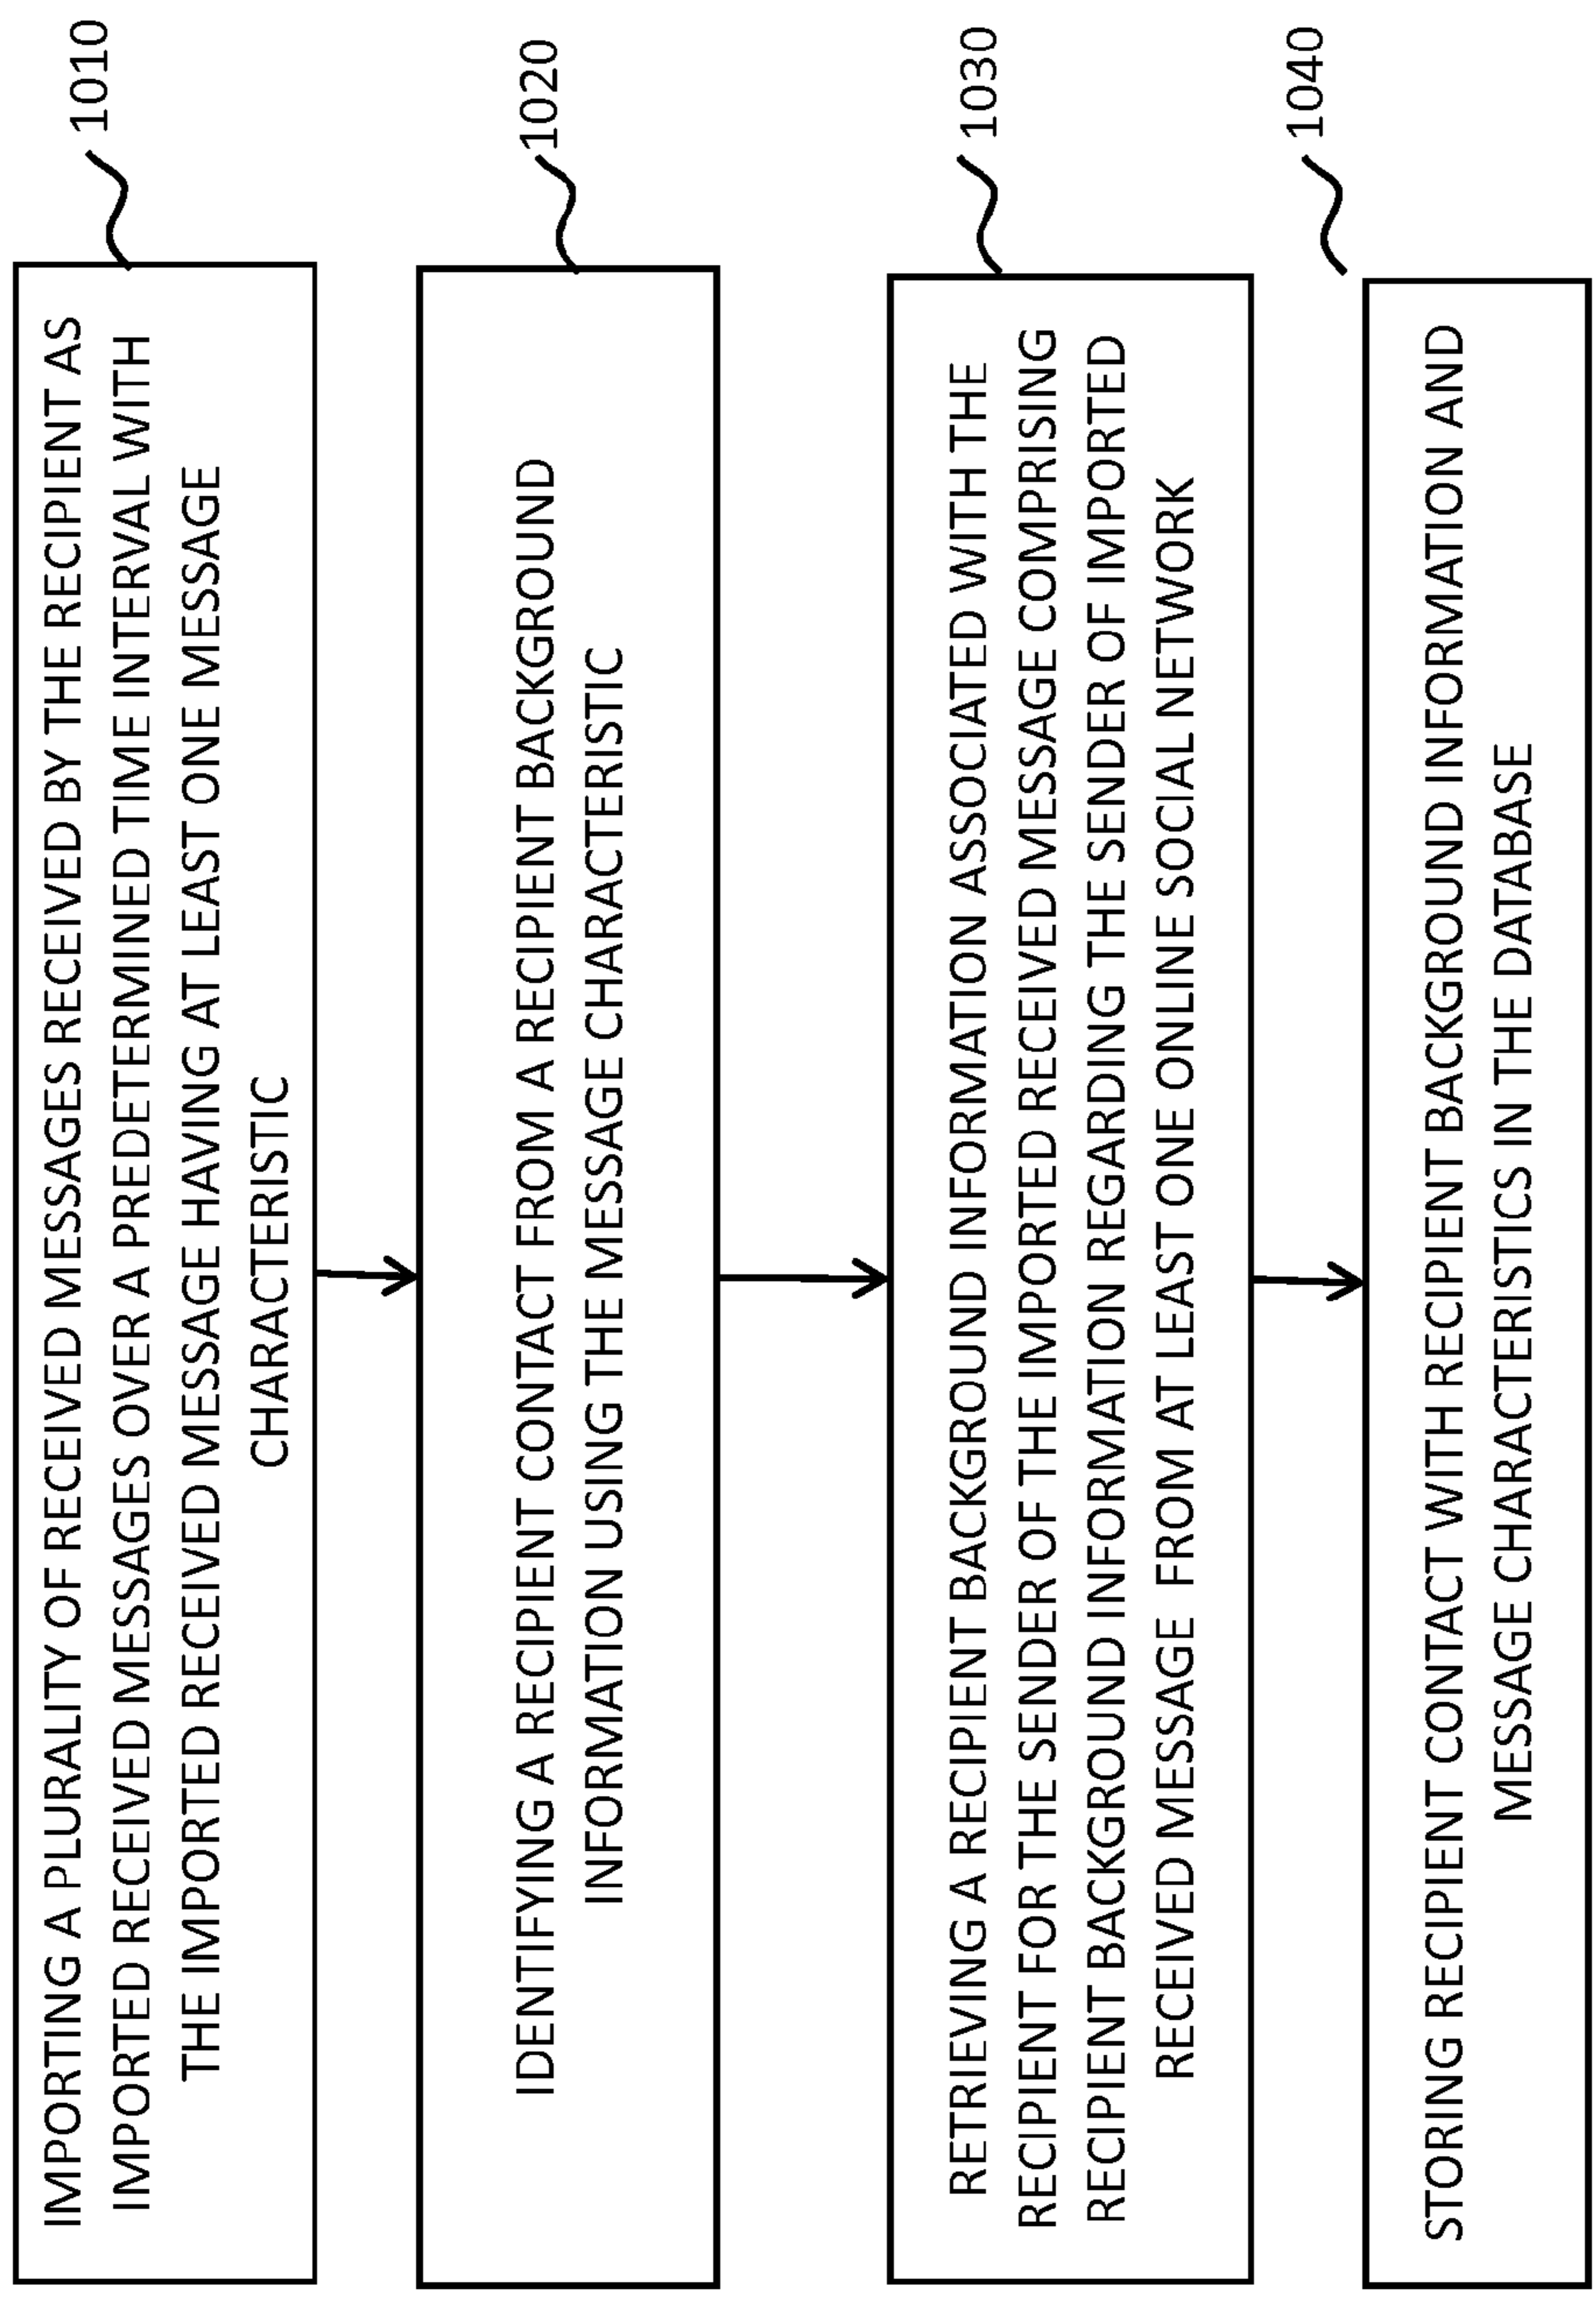 IMPORTING A PLURALITY OF RECEIVED MESSAGES RECEIVED BY THE RECIPIENT AS
IMPORTED RECEIVED MESSAGES OVER A PREDETERMINED TIME INTERVAL WITH
THE IMPORTED RECEIVED MESSAGE HAVING AT LEAST ONE MESSAGE
CHARACTERISTIC
1010
IDENTIFYING A RECIPIENT CONTACT FROM A RECIPIENT BACKGROUND
INFORMATION USING THE MESSAGE CHARACTERISTIC
1020
RETRIEVING A RECIPIENT BACKGROUND INFORMATION ASSOCIATED WITH THE
RECIPIENT FOR THE SENDER OF THE IMPORTED RECEIVED MESSAGE COMPRISING
RECIPIENT BACKGROUND INFORMATION REGARDING THE SENDER OF IMPORTED
RECEIVED MESSAGE FROM AT LEAST ONE ONLINE SOCIAL NETWORK
1030
STORING RECIPIENT CONTACT WITH RECIPIENT BACKGROUND INFORMATION AND
MESSAGE CHARACTERISTICS IN THE DATABASE
1040